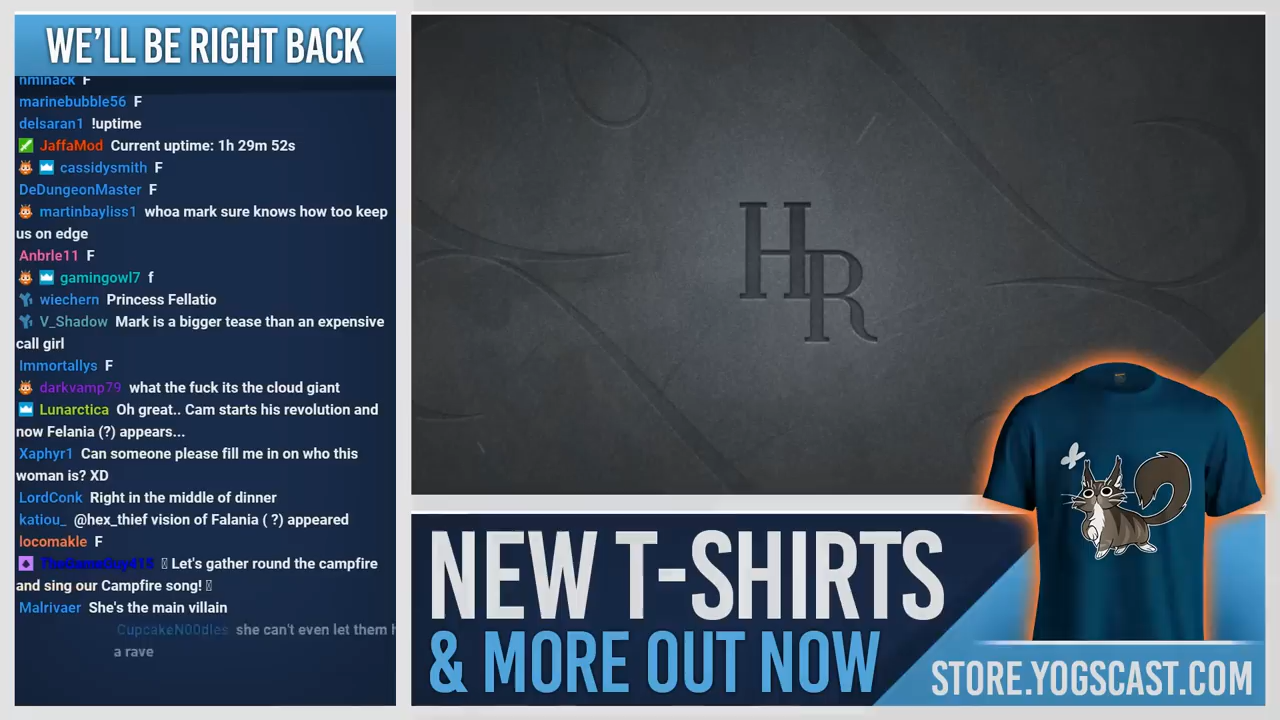 WE'LL BE RIGHT BACK
hminack F
marinebubble56 F
delsaran1 !uptime
JaffaMod Current uptime: 1h 29m 52s
cassidysmith F
DeDungeonMaster F
martinbayliss1 whoa mark sure knows how too keep
us on edge
Anbrle11 F
gamingowl7 f
wiechern Princess Fellatio
V_Shadow Mark is a bigger tease than an expensive
call girl
Immortallys F
darkvamp79 what the fuck its the cloud giant
Lunarctica Oh great.. Cam starts his revolution and
now Felania (?) appears...
Xaphyr1 Can someone please fill me in on who this
woman is? XD
LordConk Right in the middle of dinner
katiou_ @hex_thief vision of Falania ( ?) appeared
locomakle F
Let's gather round the campfire
and sing our Campfire song!
Malrivaer She's the main villain
CupcakeN00dles she can't even let them h
a rave
HR
NEW T-SHIRTS
& MORE OUT NOW
STORE.YOGSCAST.COM